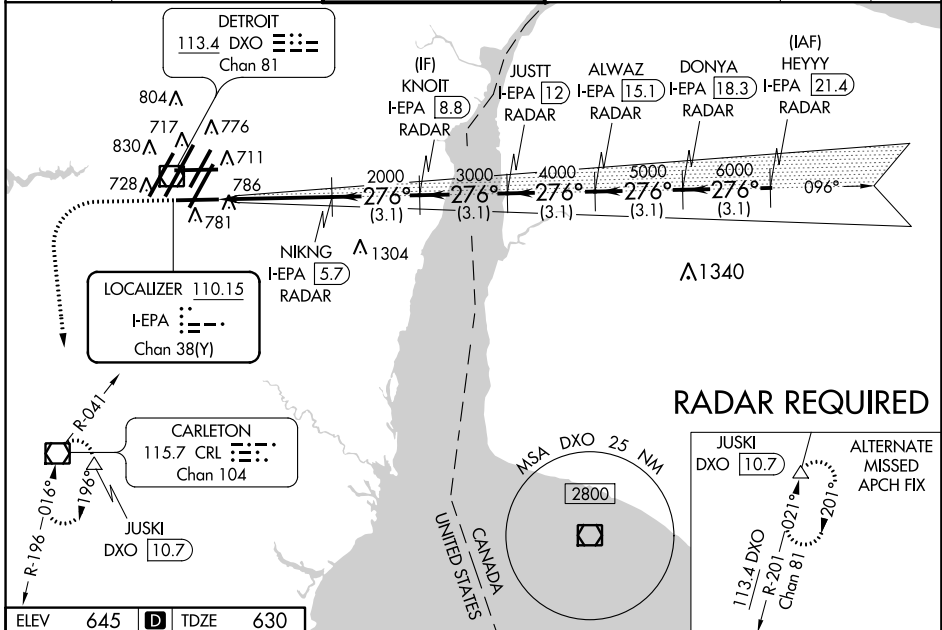 DETROIT
113.4 DXO
Chan 81
(IF)
KNOIT
I-EPA 8.8
RADAR
JUSTT
I-EPA 12
RADAR
ALWAZ
I-EPA 15.1
RADAR
DONYA
I-EPA 18.3
RADAR
(IAF)
HEYYY
I-EPA 21.4
RADAR
804
717
776
830
711
728
786
781
2000
3000
4000
5000
6000
276°
276°
276°
276°
276°
096°
(3.1)
(3.1)
(3.1)
(3.1)
(3.1)
NIKNG
I-EPA 5.7
RADAR
1304
1340
LOCALIZER 110.15
I-EPA
Chan 38(Y)
RADAR REQUIRED
R-041
CARLETON
115.7 CRL
Chan 104
016°
196°
R-196
JUSKI
DXO 10.7
MSA DXO 25 NM
2800
CANADA
UNITED STATES
JUSKI
DXO 10.7
ALTERNATE
MISSED
APCH FIX
021°
201°
113.4 DXO
R-201
Chan 81
ELEV 645 D TDZE 630